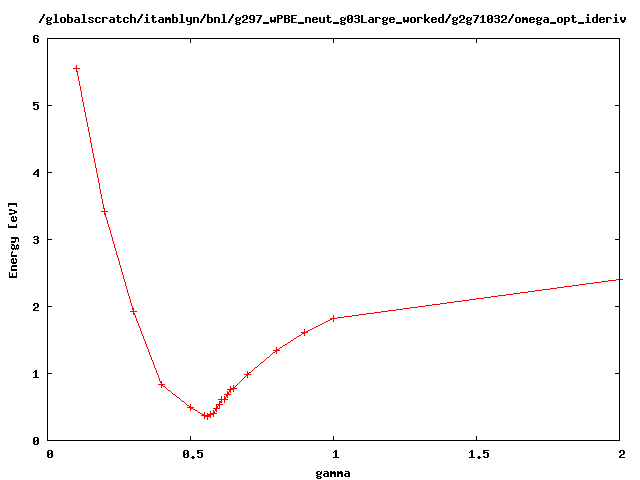 /globalscratch/itamblyn/bnl/g297_wPBE_neut_g03Large_worked/g2g71032/omega_opt_ideriv
6
5
4
3
2
1
0
Energy [eV]
0 0.5 1 1.5 2
gamma